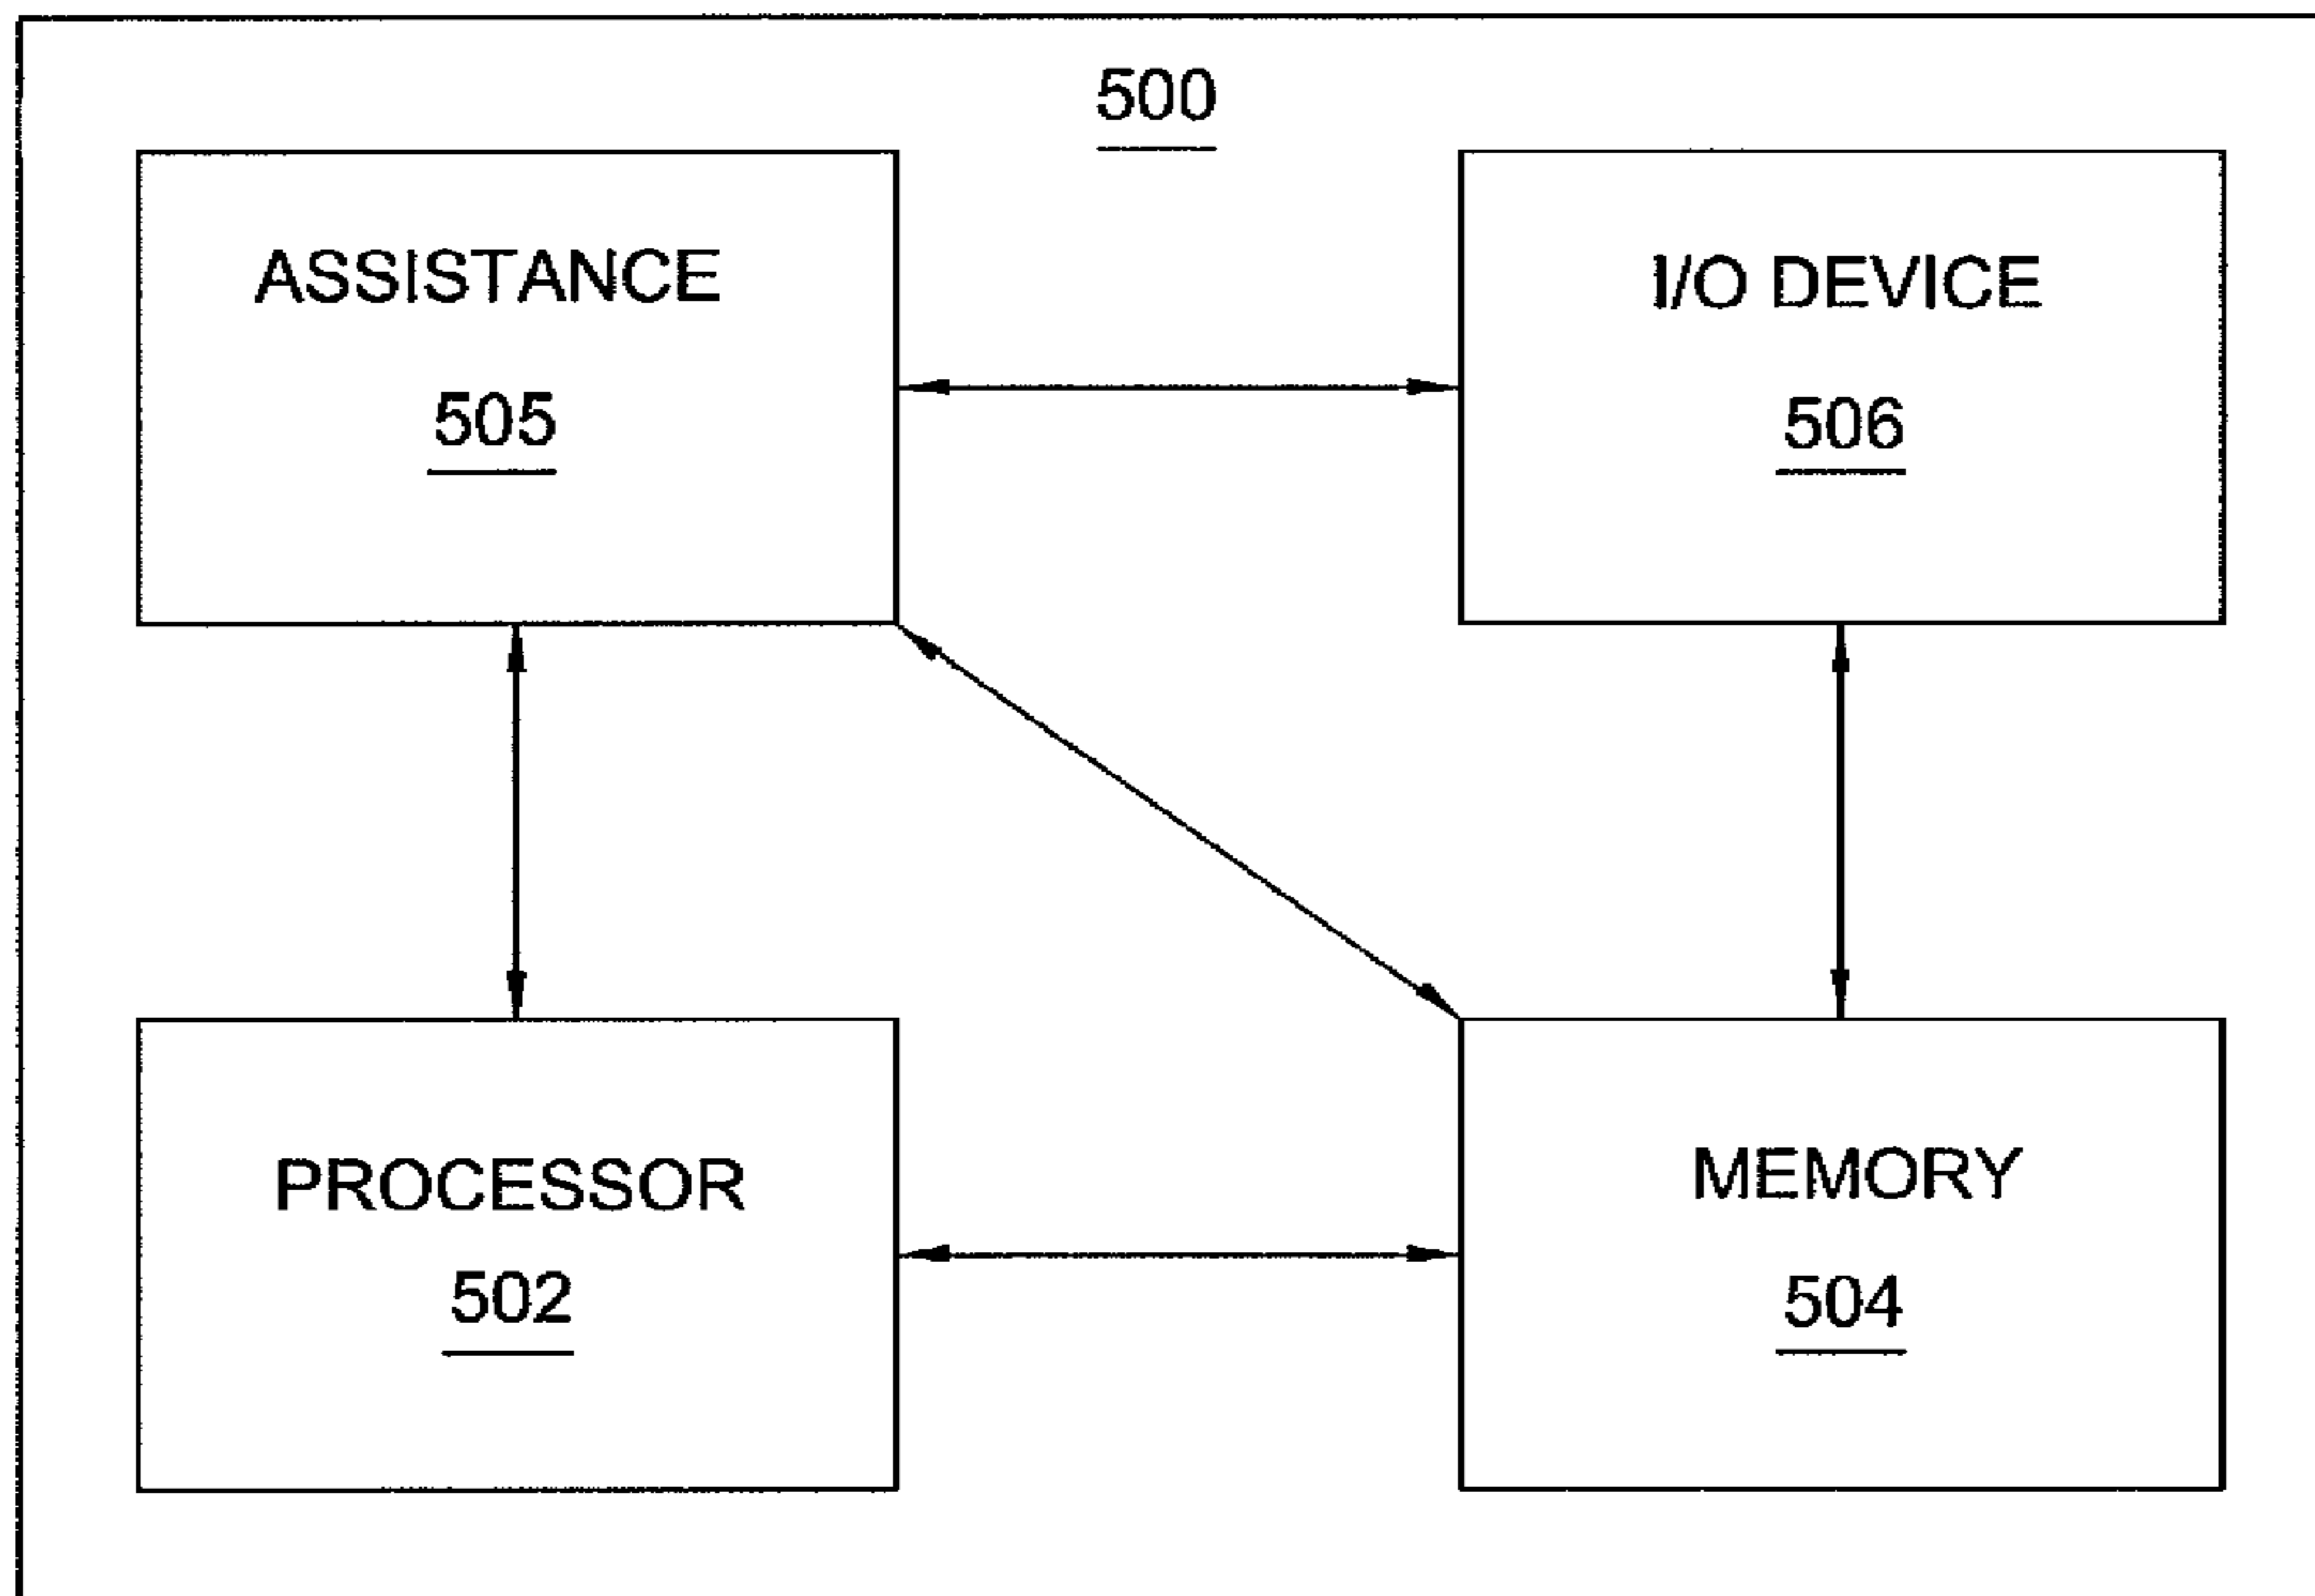 500
ASSISTANCE
505
I/O DEVICE
506
PROCESSOR
502
MEMORY
504